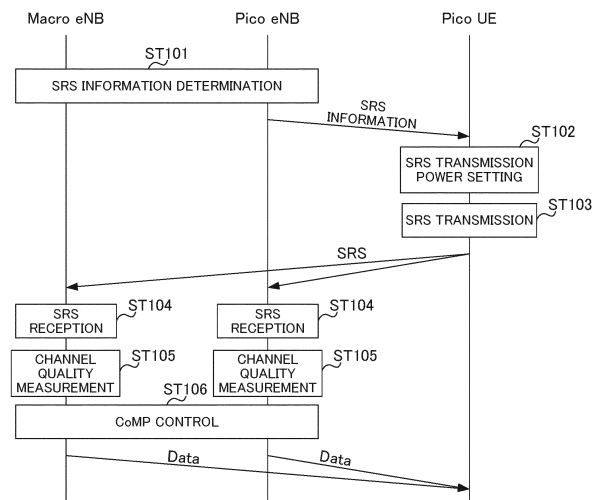 Macro eNB
Pico eNB
Pico UE
ST101
SRS INFORMATION DETERMINATION
SRS
INFORMATION
ST102
SRS TRANSMISSION
POWER SETTING
ST103
SRS TRANSMISSION
SRS
ST104
SRS
RECEPTION
ST104
SRS
RECEPTION
ST105
CHANNEL
QUALITY
MEASUREMENT
ST105
CHANNEL
QUALITY
MEASUREMENT
ST106
CoMP CONTROL
Data
Data